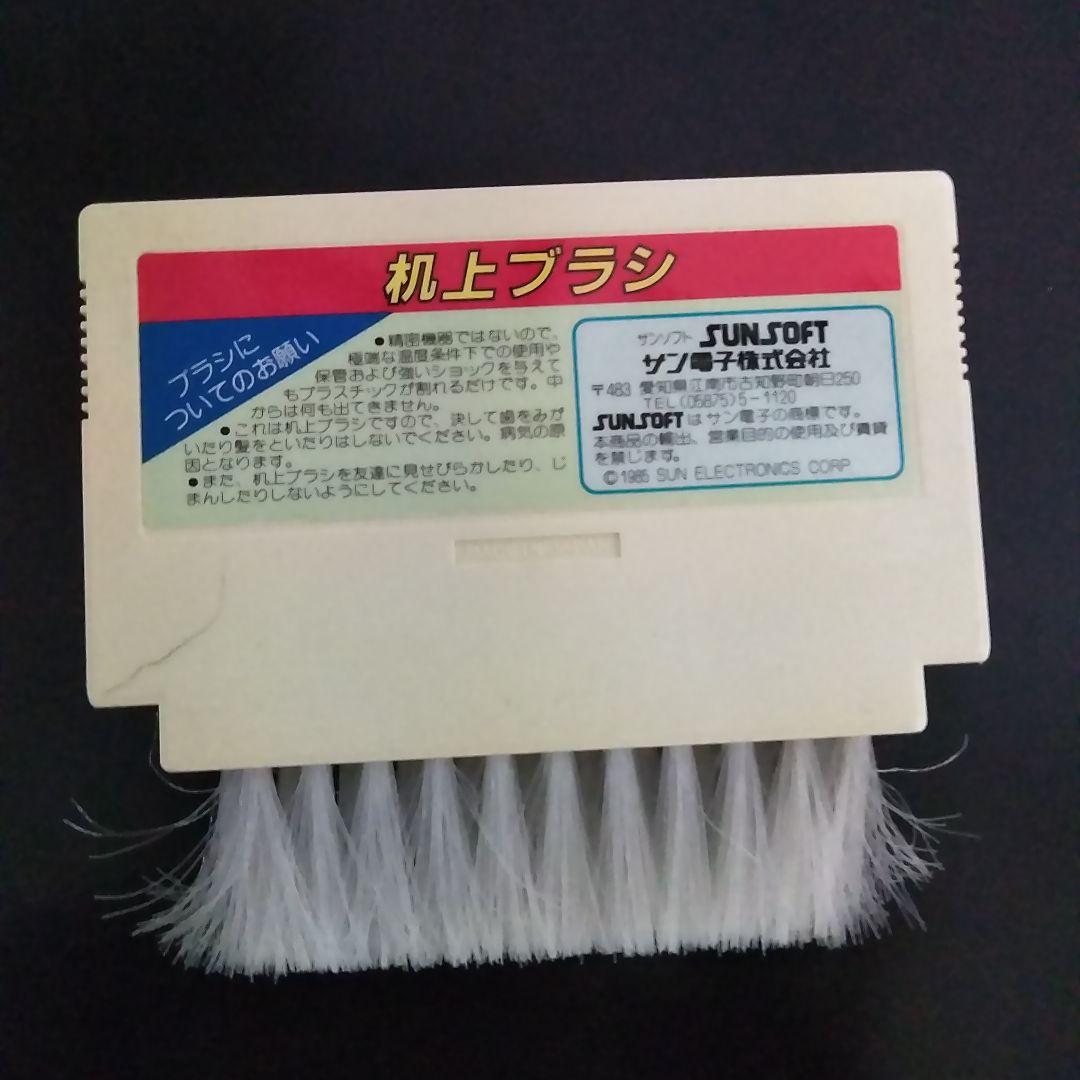 机上ブラシ
ブラシに
ついてのお願い
●精密機器ではないので、
極端な温度条件下での使用や
保管および強いショックを与えて
もプラスチックが割れるだけです。中
からは何も出てきません。
●これは机上ブラシですので、決して歯をみが
いたり髪をといたりはしないでください。病気の原
因となります。
●また、机上ブラシを友達に見せびらかしたり、じ
まんしたりしないようにしてください。
サンソフト SUNSOFT
サン電子株式会社
〒483 愛知県江南市古知野町朝日250
TEL(05875)5-1120
SUNSOFTはサン電子の商標です。
本商品の輸出、営業目的の使用及び賃貸
を禁じます。
©1985 SUN ELECTRONICS CORP